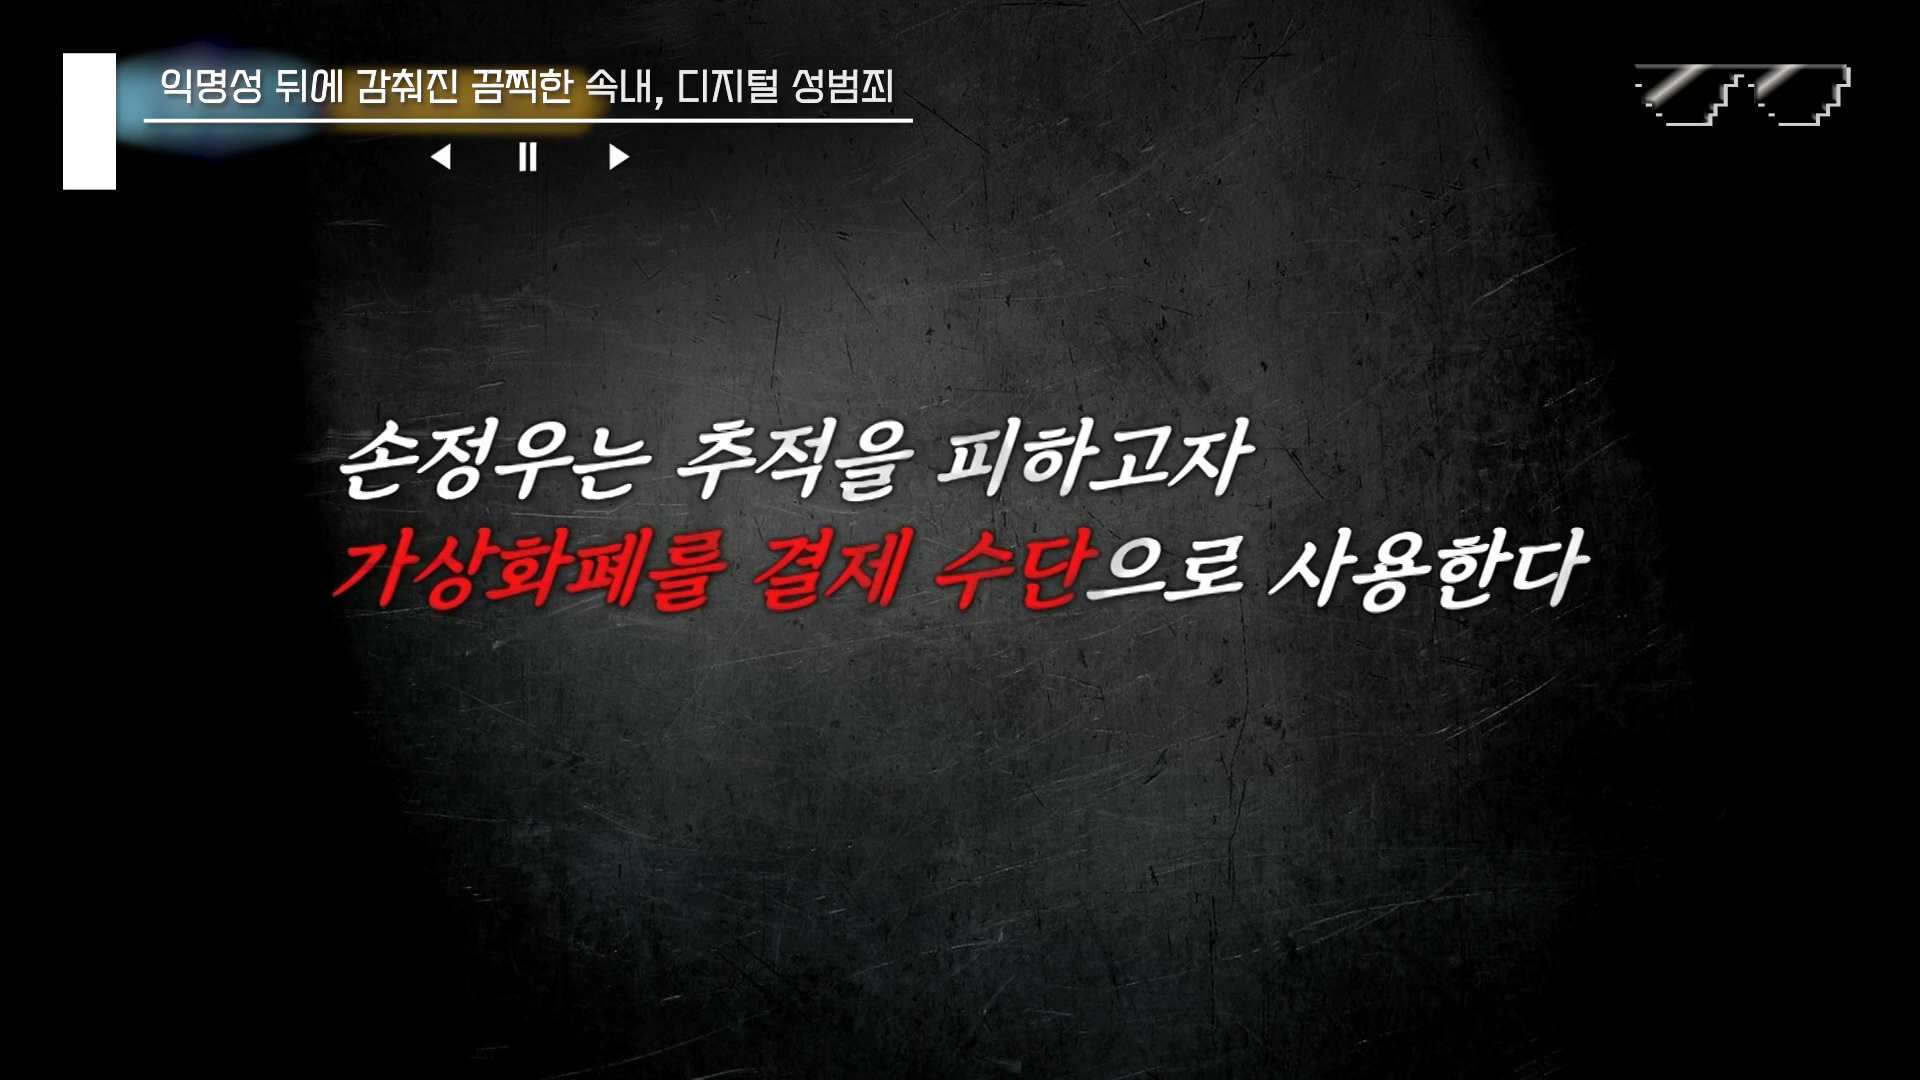 익명성 뒤에 감춰진 끔찍한 속내, 디지털 성범죄
손정우는 추적을 피하고자
가상화폐를 결제 수단으로 사용한다